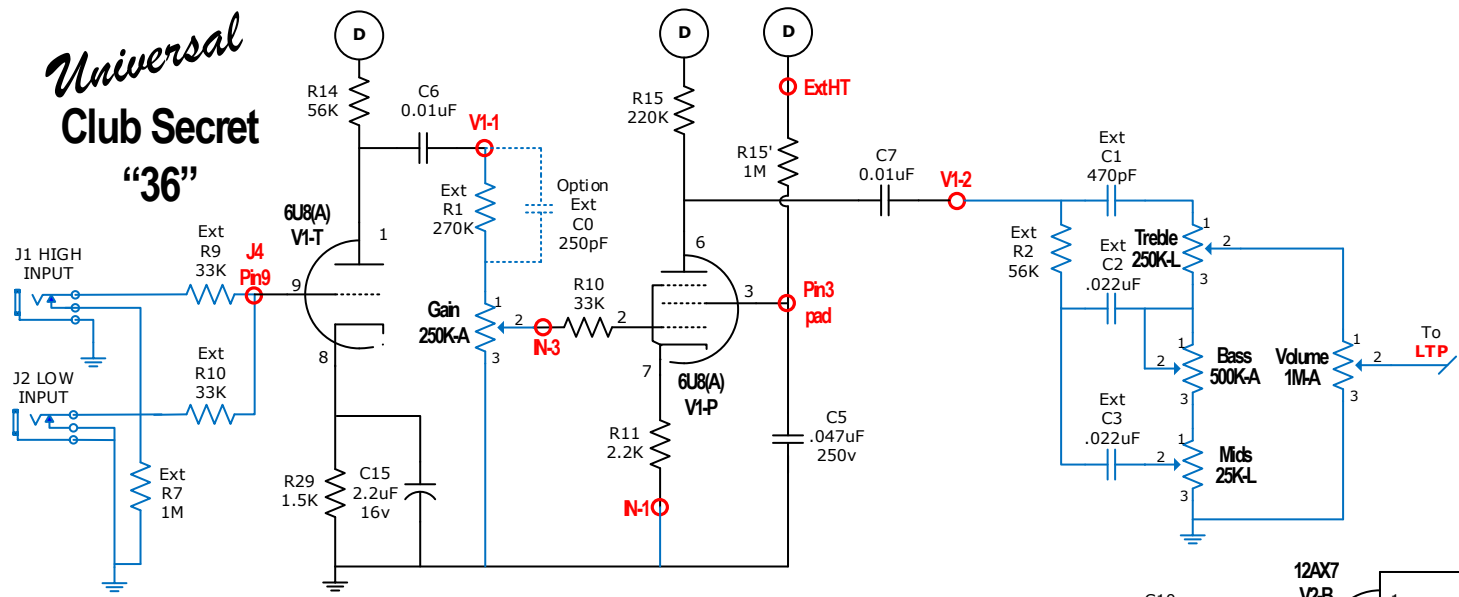 Universal
Club Secret
“36”
J1 HIGH
INPUT
J2 LOW
INPUT
Ext
R9
33K
Ext
R10
33K
Ext
R7
1M
J4
Pin9
D
R14
56K
C6
0.01uF
V1-1
6U8(A)
V1-T
1
9
8
R29
1.5K
C15
2.2uF
16v
Ext
R1
270K
Option
Ext
C0
250pF
Gain
250K-A
1
2
3
IN-3
R10
33K
2
D
R15
220K
D
ExtHT
R15'
1M
6
3
7
Pin3
pad
6U8(A)
V1-P
R11
2.2K
IN-1
C5
.047uF
250v
C7
0.01uF
V1-2
Ext
C1
470pF
Ext
R2
56K
Ext
C2
.022uF
Treble
250K-L
1
2
3
Bass
500K-A
1
2
3
Ext
C3
.022uF
Mids
25K-L
1
2
3
Volume
1M-A
1
2
3
To
LTP
12AX7
V2-B
1